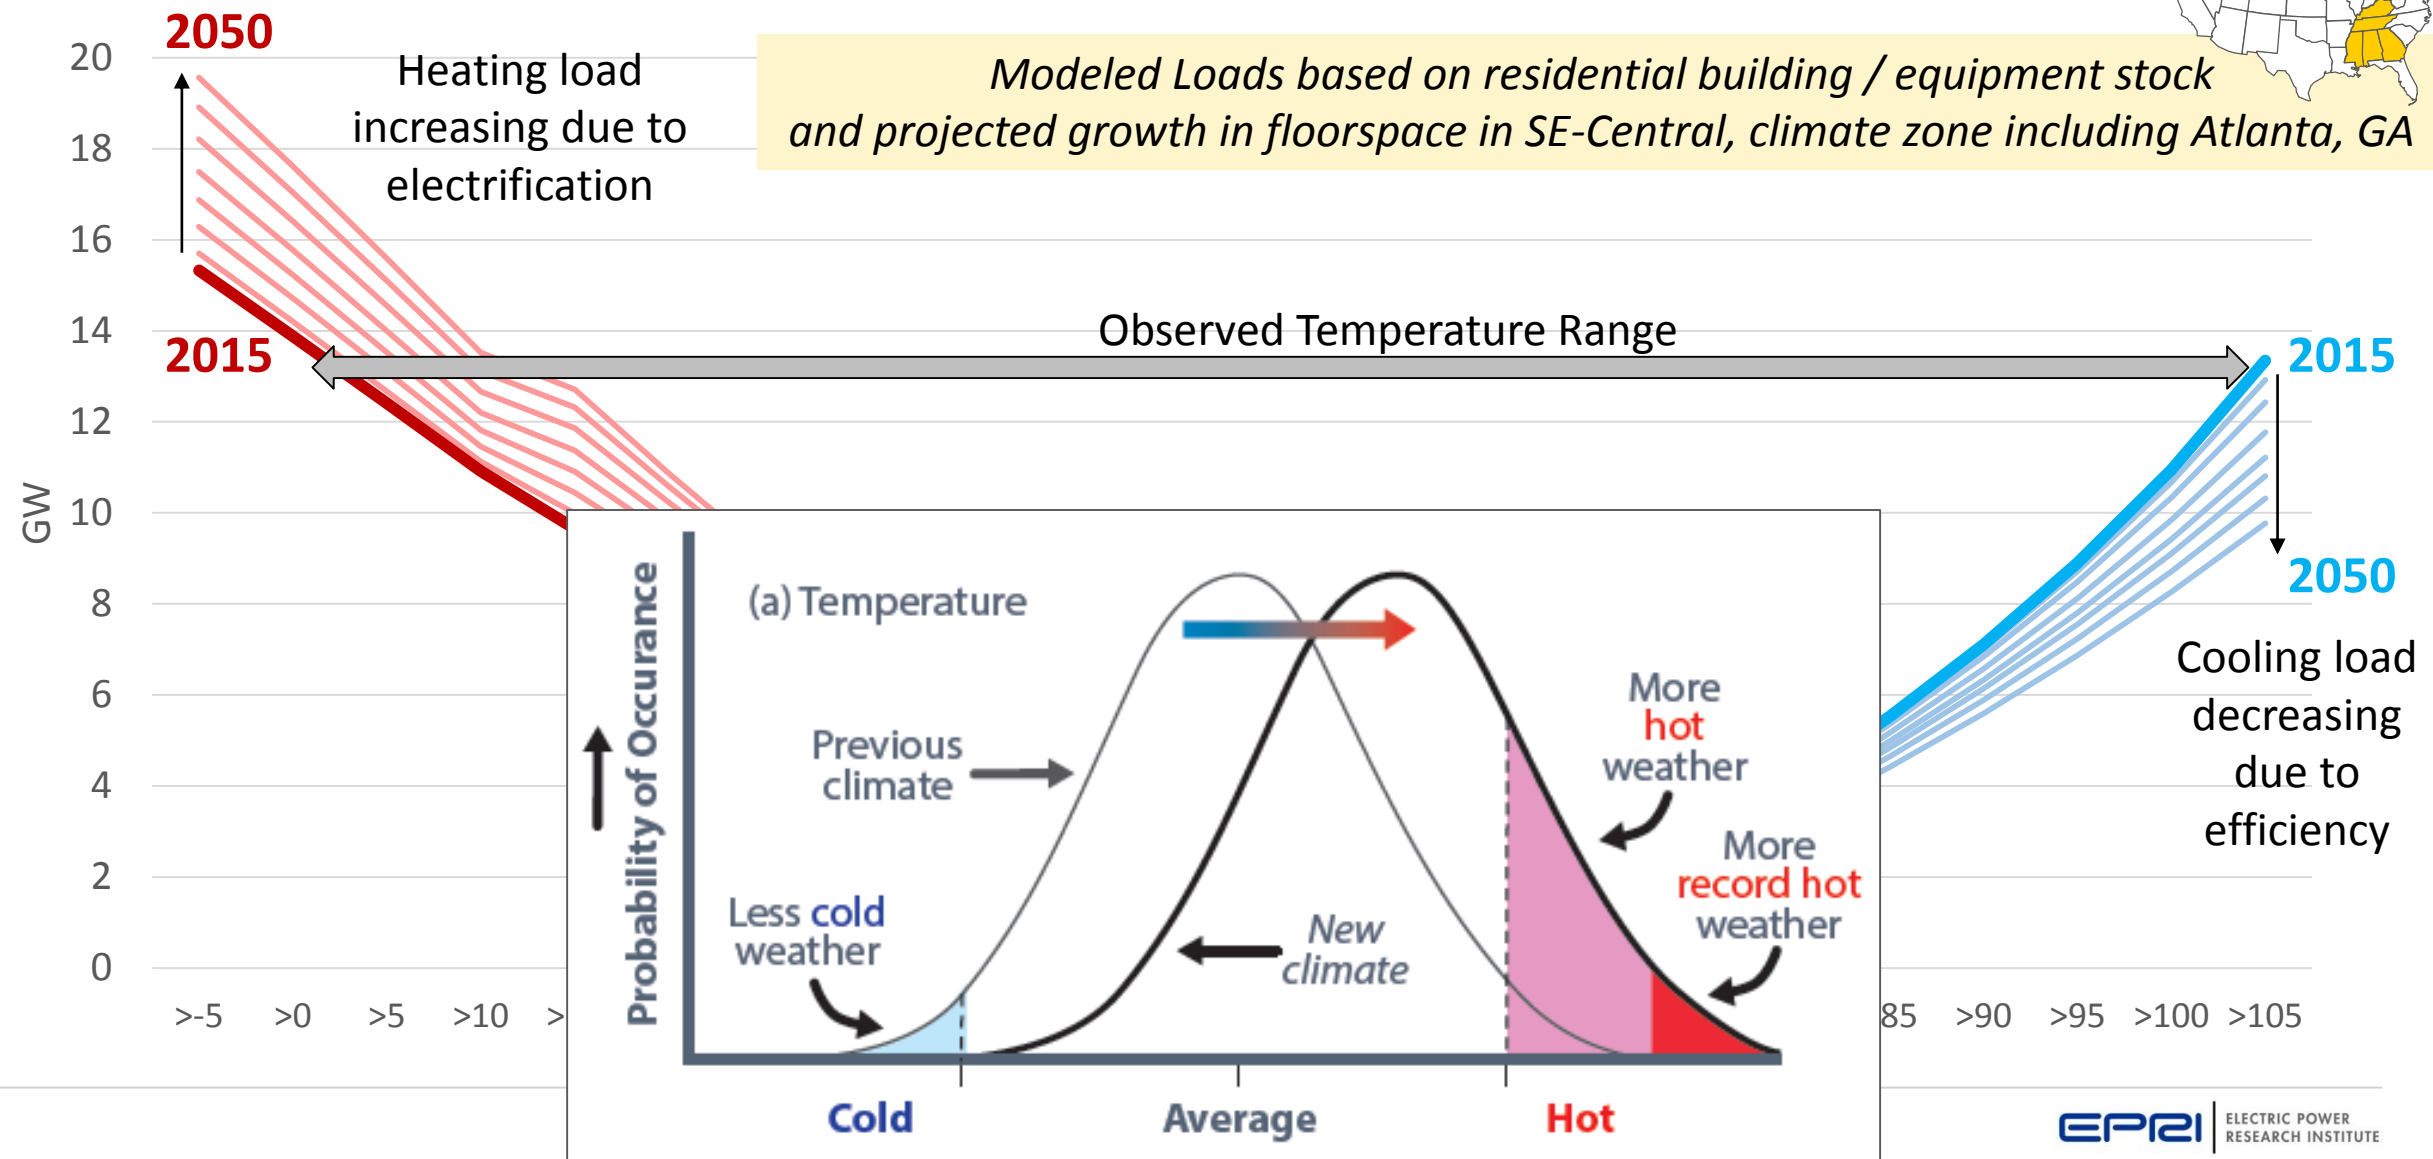 2050
20
18
16
14
12
10
8
6
4
2
0
GW
Heating load
increasing due to
electrification
Modeled Loads based on residential building / equipment stock
and projected growth in floorspace in SE-Central, climate zone including Atlanta, GA
Observed Temperature Range
2015
2015
2050
Cooling load
decreasing
due to
efficiency
Probability of Occurance
(a) Temperature
Previous
climate
Less cold
weather
New
climate
More
hot
weather
More
record hot
weather
Cold Average Hot
>-5 >0 >5 >10 > 85 >90 >95 >100 >105
EPRI ELECTRIC POWER
RESEARCH INSTITUTE